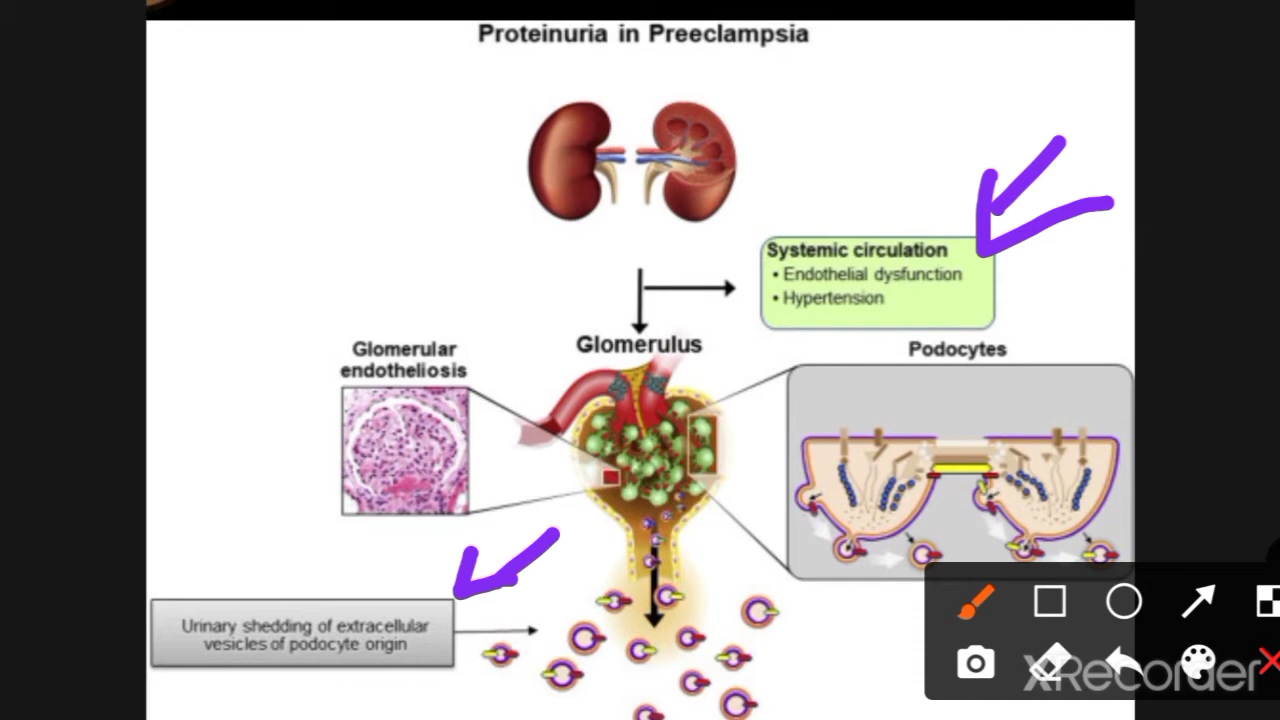 Proteinuria in Preeclampsia
Systemic circulation
• Endothelial dysfunction
• Hypertension
Glomerular
endotheliosis
Glomerulus
Podocytes
Urinary shedding of extracellular
vesicles of podocyte origin
XRecorder